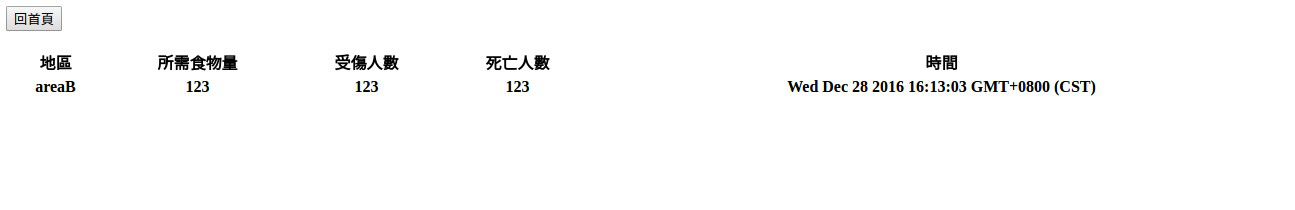 回首頁
地區 所需食物量 受傷人數 死亡人數 時間
areaB 123 123 123 Wed Dec 28 2016 16:13:03 GMT+0800 (CST)